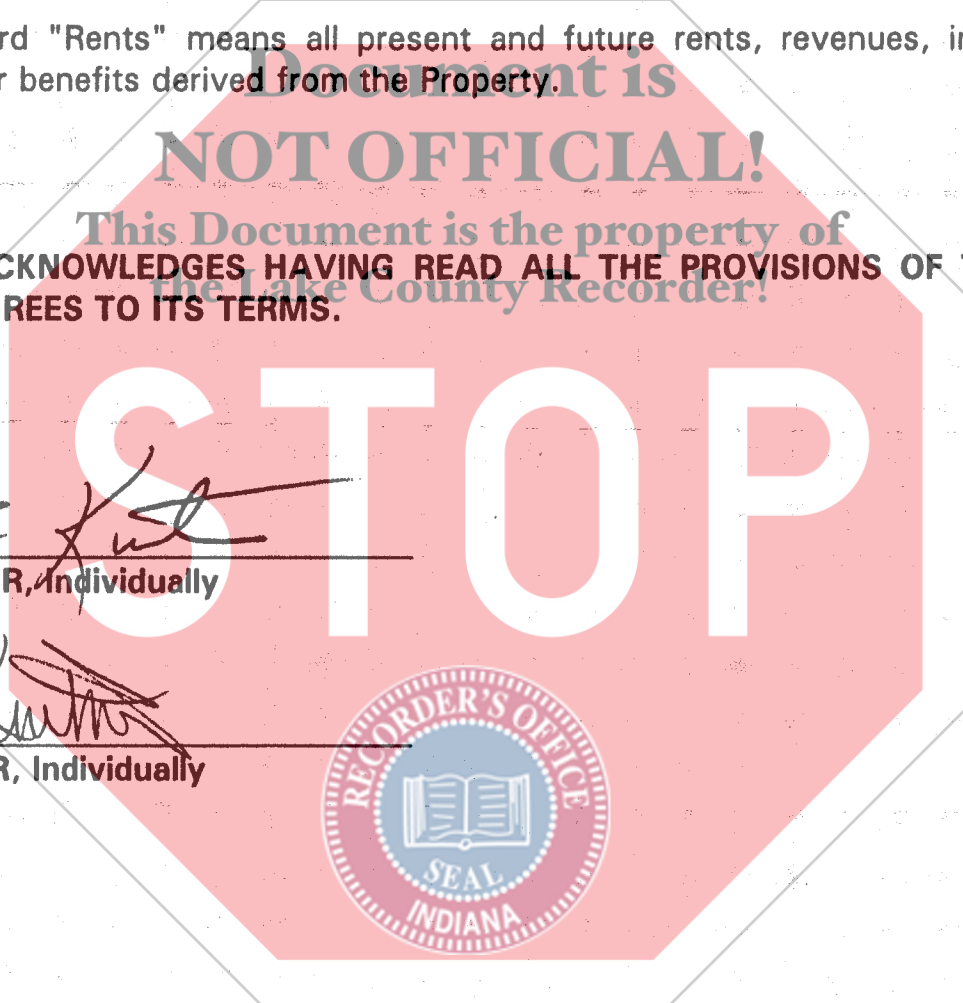 "Rents" means all present and future rents, revenues,
benefits derived from the Property.
Document is
NOT OFFICIAL!
This Document is the property of
the Lake County Recorder!
CKNOWLEDGES HAVING READ ALL THE PROVISIONS OF
REES TO ITS TERMS.
STOP
R, Individually
R, Individually
RECORDER'S OFFICE
SEAL
INDIANA